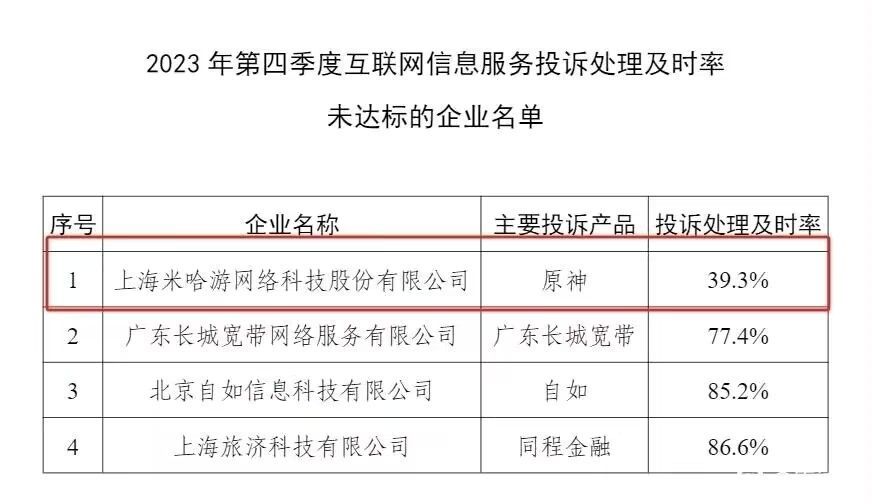 2023年第四季度互联网信息服务投诉处理及时率
未达标的企业名单
序号 企业名称 主要投诉产品 投诉处理及时率
1 上海米哈游网络科技股份有限公司 原神 39.3%
2 广东长城宽带网络服务有限公司 广东长城宽带 77.4%
3 北京自如信息科技有限公司 自如 85.2%
4 上海旅济科技有限公司 同程金融 86.6%